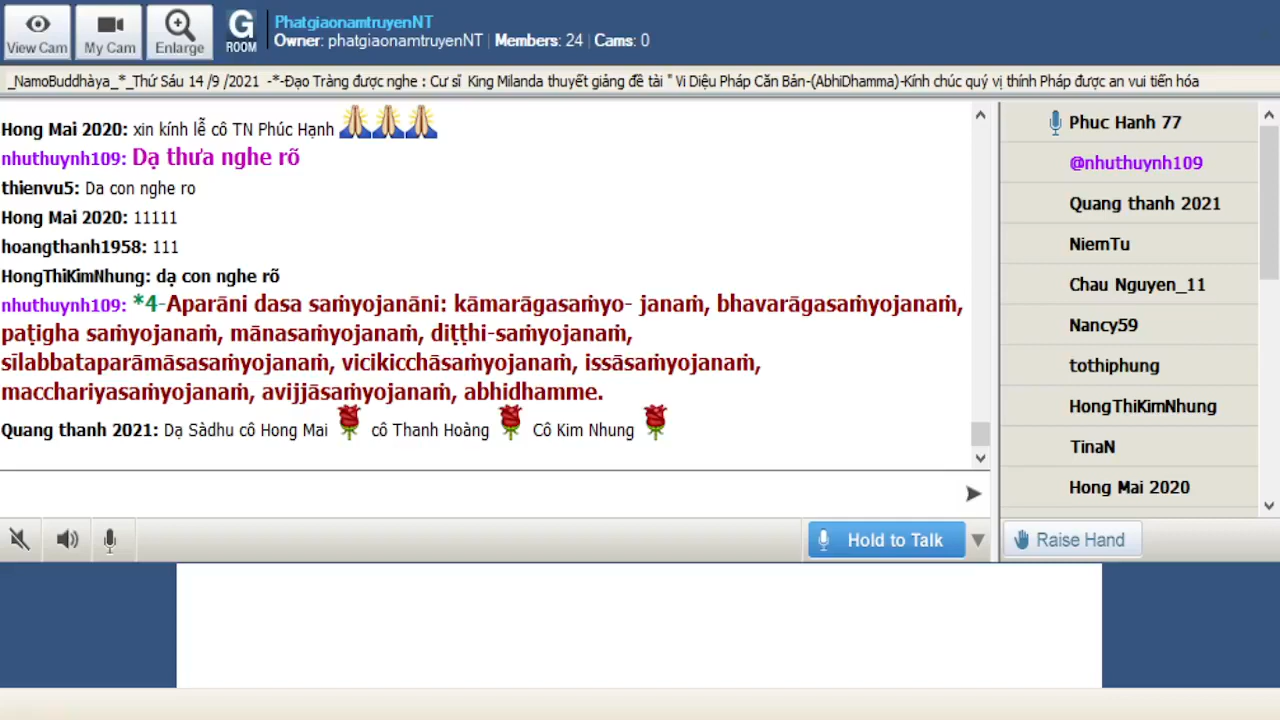 View Cam
My Cam
Enlarge
G
ROOM
PhatgiaonamtruyenNT
Owner: phatgiaonamtruyenNT | Members: 24 | Cams: 0
_NamoBuddhàya_*_Thứ Sáu 14 /9 /2021 -*-Đạo Tràng được nghe : Cư sĩ King Milanda thuyết giảng đề tài " Vi Diệu Pháp Căn Bản-(AbhiDhamma)-Kính chúc quý vị thính Pháp được an vui tiến hóa
Hong Mai 2020: xin kính lễ cô TN Phúc Hạnh
nhuthuynh109: Dạ thưa nghe rõ
thienvu5: Da con nghe ro
Hong Mai 2020: 11111
hoangthanh1958: 111
HongThiKimNhung: dạ con nghe rõ
nhuthuynh109: *4-Aparāni dasa saṁyojanāni: kāmarāgasaṁyo- janaṁ, bhavarāgasaṁyojanaṁ,
paṭigha saṁyojanaṁ, mānasaṁyojanaṁ, diṭṭhi-saṁyojanaṁ,
sīlabbataparāmāsasaṁyojanaṁ, vicikicchāsaṁyojanaṁ, issāsaṁyojanaṁ,
macchariyasaṁyojanaṁ, avijjāsaṁyojanaṁ, abhidhamme.
Quang thanh 2021: Dạ Sàdhu cô Hong Mai cô Thanh Hoàng Cô Kim Nhung
Hold to Talk
Phuc Hanh 77
@nhuthuynh109
Quang thanh 2021
NiemTu
Chau Nguyen_11
Nancy59
tothiphung
HongThiKimNhung
TinaN
Hong Mai 2020
Raise Hand